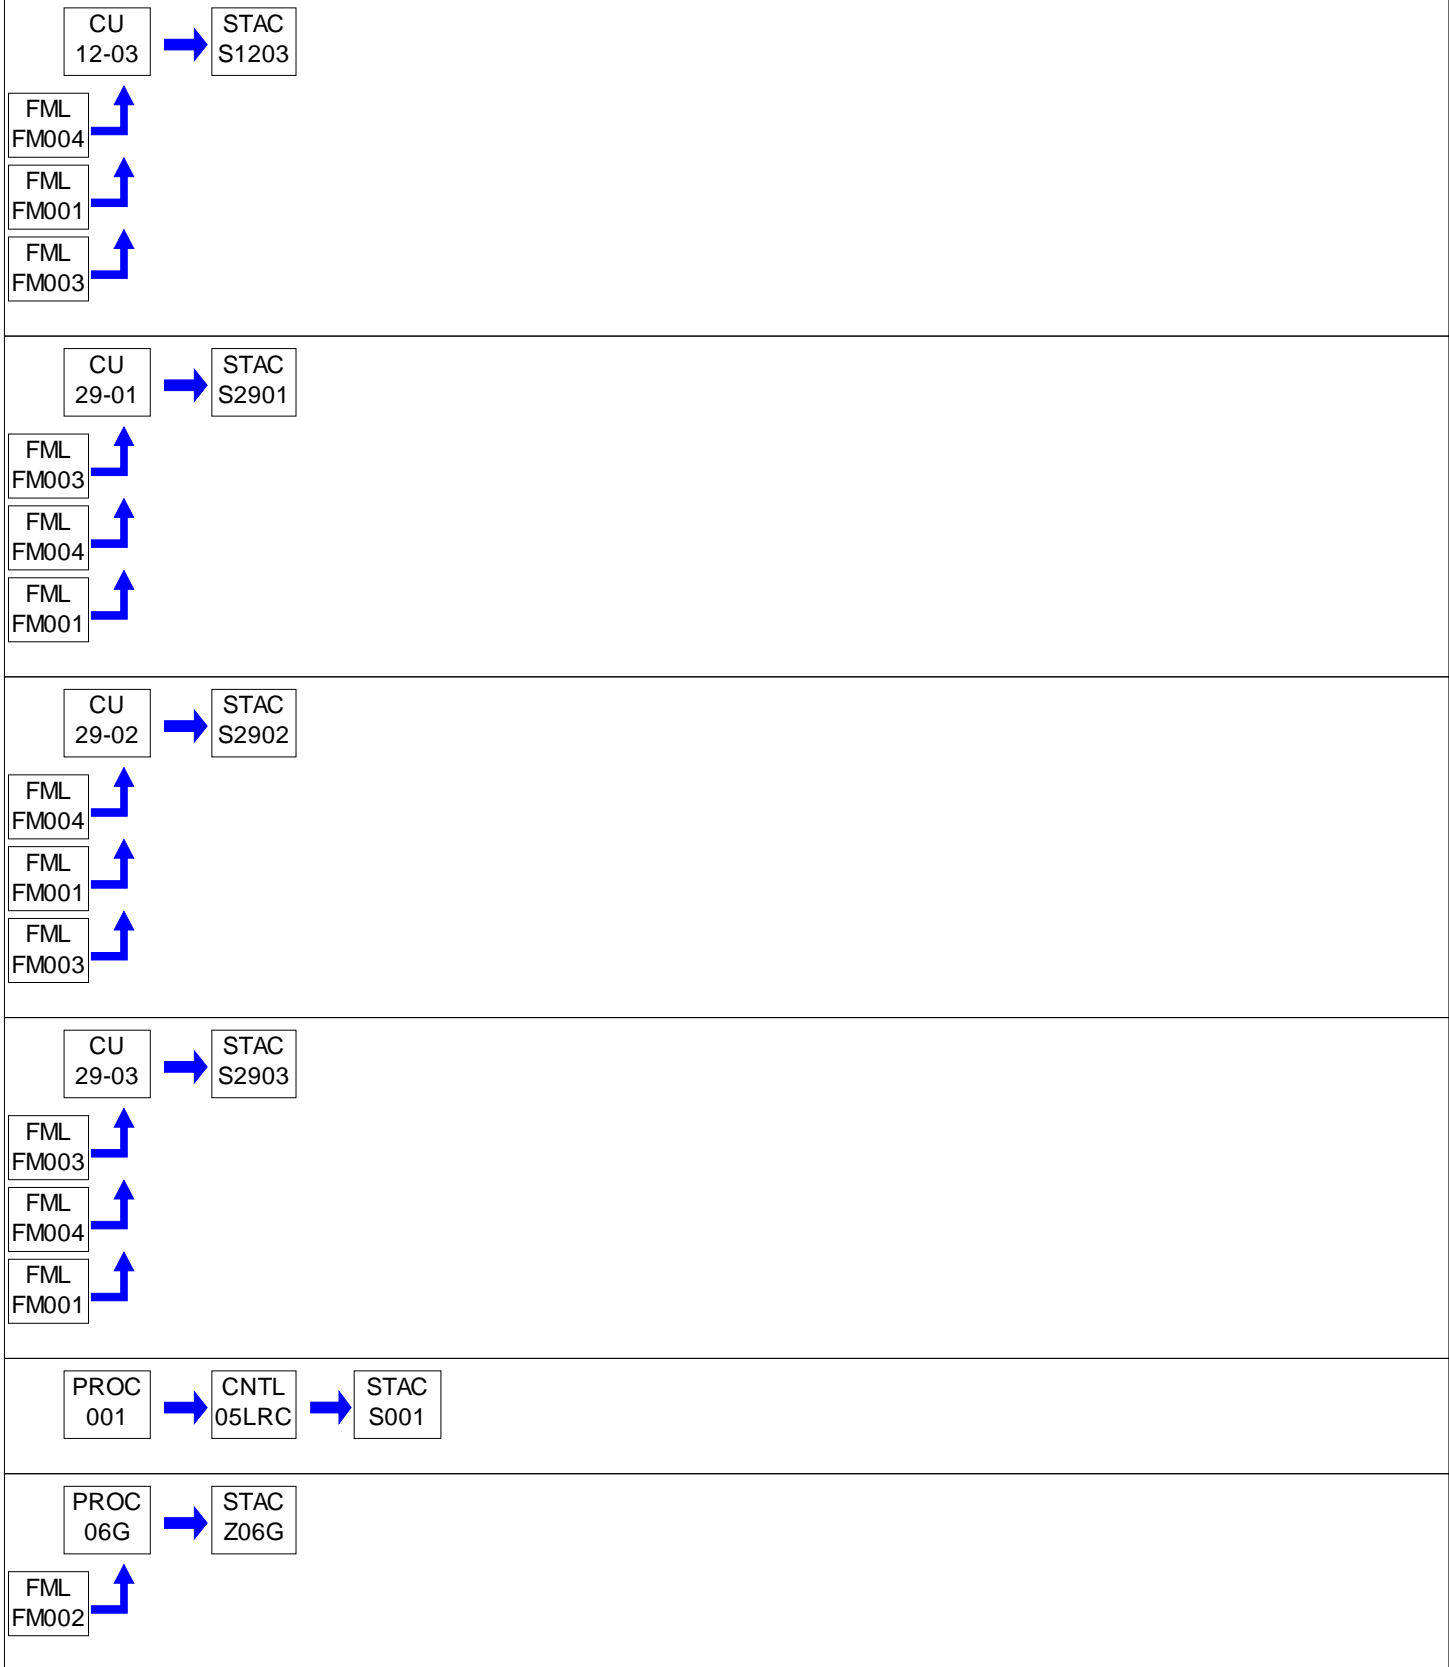 CU
12-03
STAC
S1203
FML
FM004
FML
FM001
FML
FM003
CU
29-01
STAC
S2901
FML
FM003
FML
FM004
FML
FM001
CU
29-02
STAC
S2902
FML
FM004
FML
FM001
FML
FM003
CU
29-03
STAC
S2903
FML
FM003
FML
FM004
FML
FM001
PROC
001
CNTL
05LRC
STAC
S001
PROC
06G
STAC
Z06G
FML
FM002